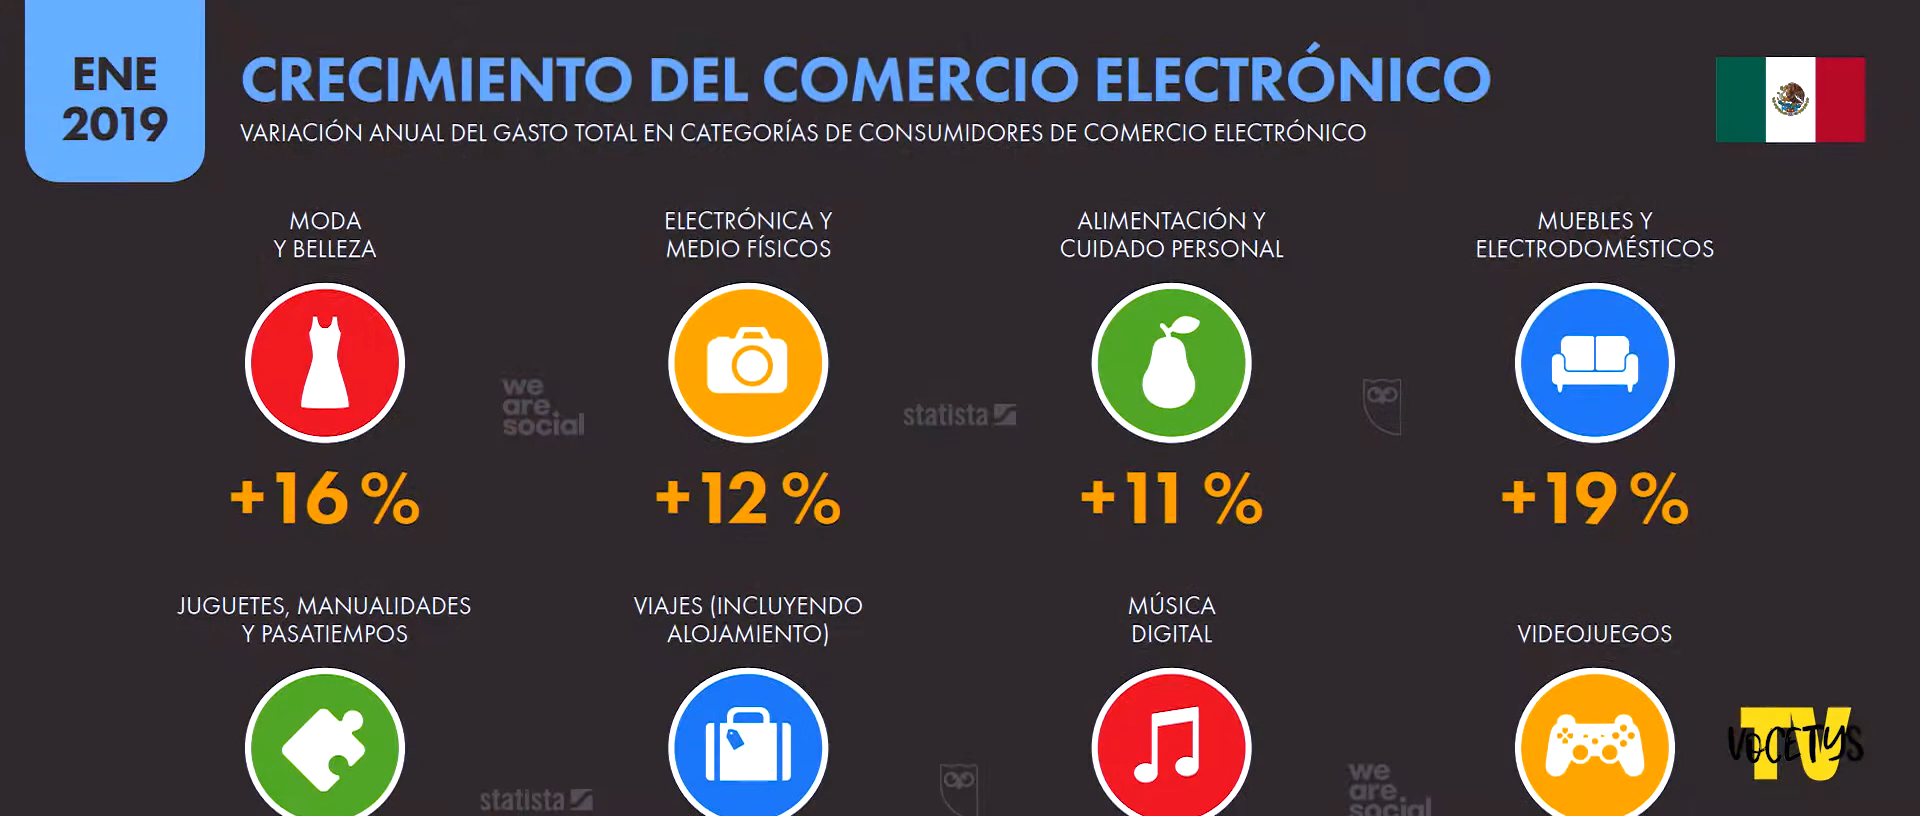 ENE
2019
CRECIMIENTO DEL COMERCIO ELECTRÓNICO
VARIACIÓN ANUAL DEL GASTO TOTAL EN CATEGORÍAS DE CONSUMIDORES DE COMERCIO ELECTRÓNICO
MODA
Y BELLEZA
ELECTRÓNICA Y
MEDIO FÍSICOS
ALIMENTACIÓN Y
CUIDADO PERSONAL
MUEBLES Y
ELECTRODOMÉSTICOS
we
are.
social
statista
+16 %
+12 %
+11 %
+19 %
JUGUETES, MANUALIDADES
Y PASATIEMPOS
VIAJES (INCLUYENDO
ALOJAMIENTO)
MÚSICA
DIGITAL
VIDEOJUEGOS
statista
we
are.
social
TV
VOCETYS